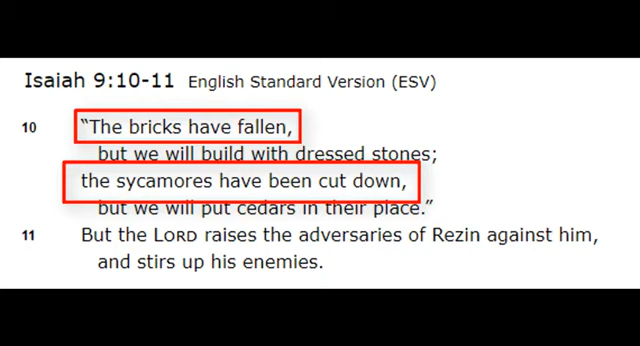 Isaiah 9:10-11 English Standard Version (ESV)
10 “The bricks have fallen,
but we will build with dressed stones;
the sycamores have been cut down,
but we will put cedars in their place.”
11 But the LORD raises the adversaries of Rezin against him,
and stirs up his enemies.